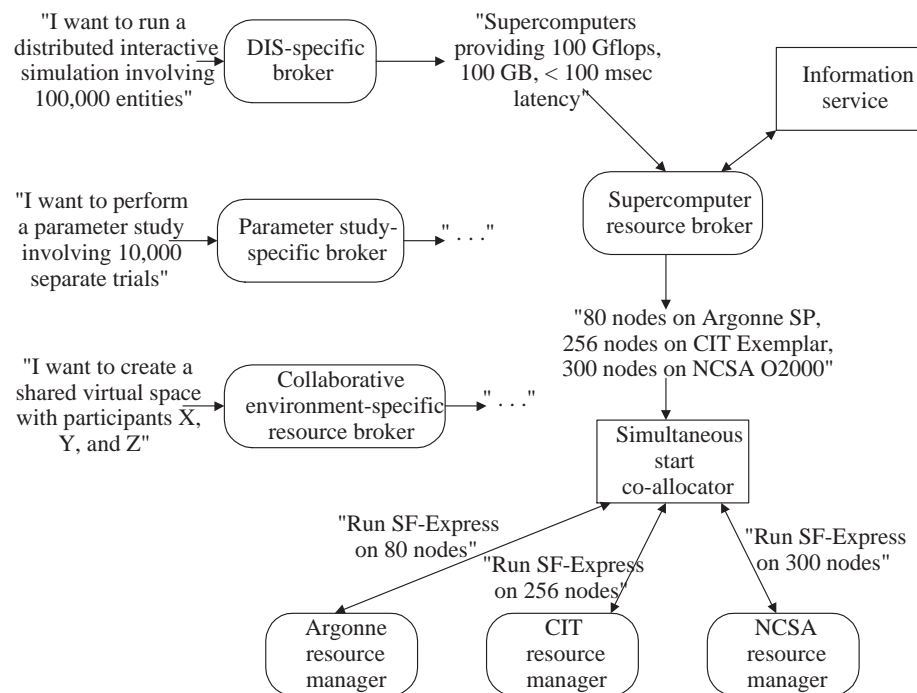 "I want to run a
distributed interactive
simulation involving
100,000 entities"
DIS-specific
broker
"Supercomputers
providing 100 Gflops,
100 GB, < 100 msec
latency"
Information
service
"I want to perform
a parameter study
involving 10,000
separate trials"
Parameter study-
specific broker
" . . ."
Supercomputer
resource broker
"80 nodes on Argonne SP,
256 nodes on CIT Exemplar,
300 nodes on NCSA O2000"
"I want to create a
shared virtual space
with participants X,
Y, and Z"
Collaborative
environment-specific
resource broker
" . . ."
Simultaneous
start
co-allocator
"Run SF-Express
on 80 nodes"
"Run SF-Express
on 256 nodes"
"Run SF-Express
on 300 nodes"
Argonne
resource
manager
CIT
resource
manager
NCSA
resource
manager